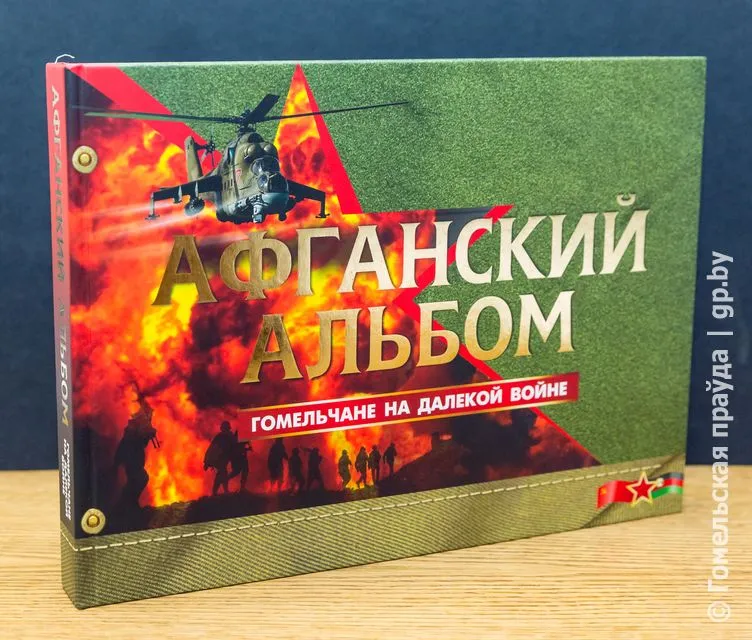 АФГАНСКИЙ
АЛЬБОМ
ГОМЕЛЬЧАНЕ НА ДАЛЕКОЙ ВОЙНЕ
АФГАНСКИЙ АЛЬБОМ
© Гомельская праўда | gp.by